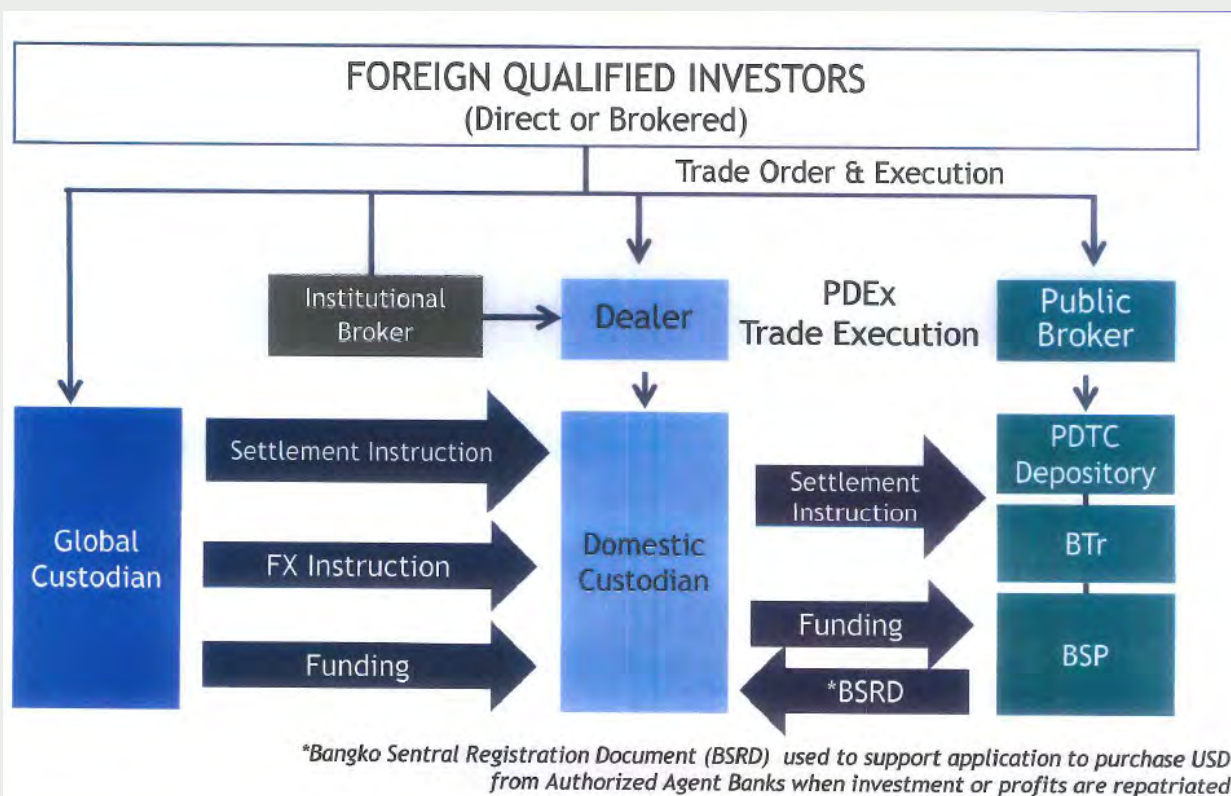 FOREIGN QUALIFIED INVESTORS
(Direct or Brokered)
Trade Order & Execution
Institutional
Broker
Dealer
PDEx
Trade Execution
Public
Broker
Global
Custodian
Settlement Instruction
FX Instruction
Funding
Domestic
Custodian
Settlement
Instruction
Funding
*BSRD
PDTC
Depository
BTr
BSP
*Bangko Sentral Registration Document (BSRD) used to support application to purchase USD
from Authorized Agent Banks when investment or profits are repatriated